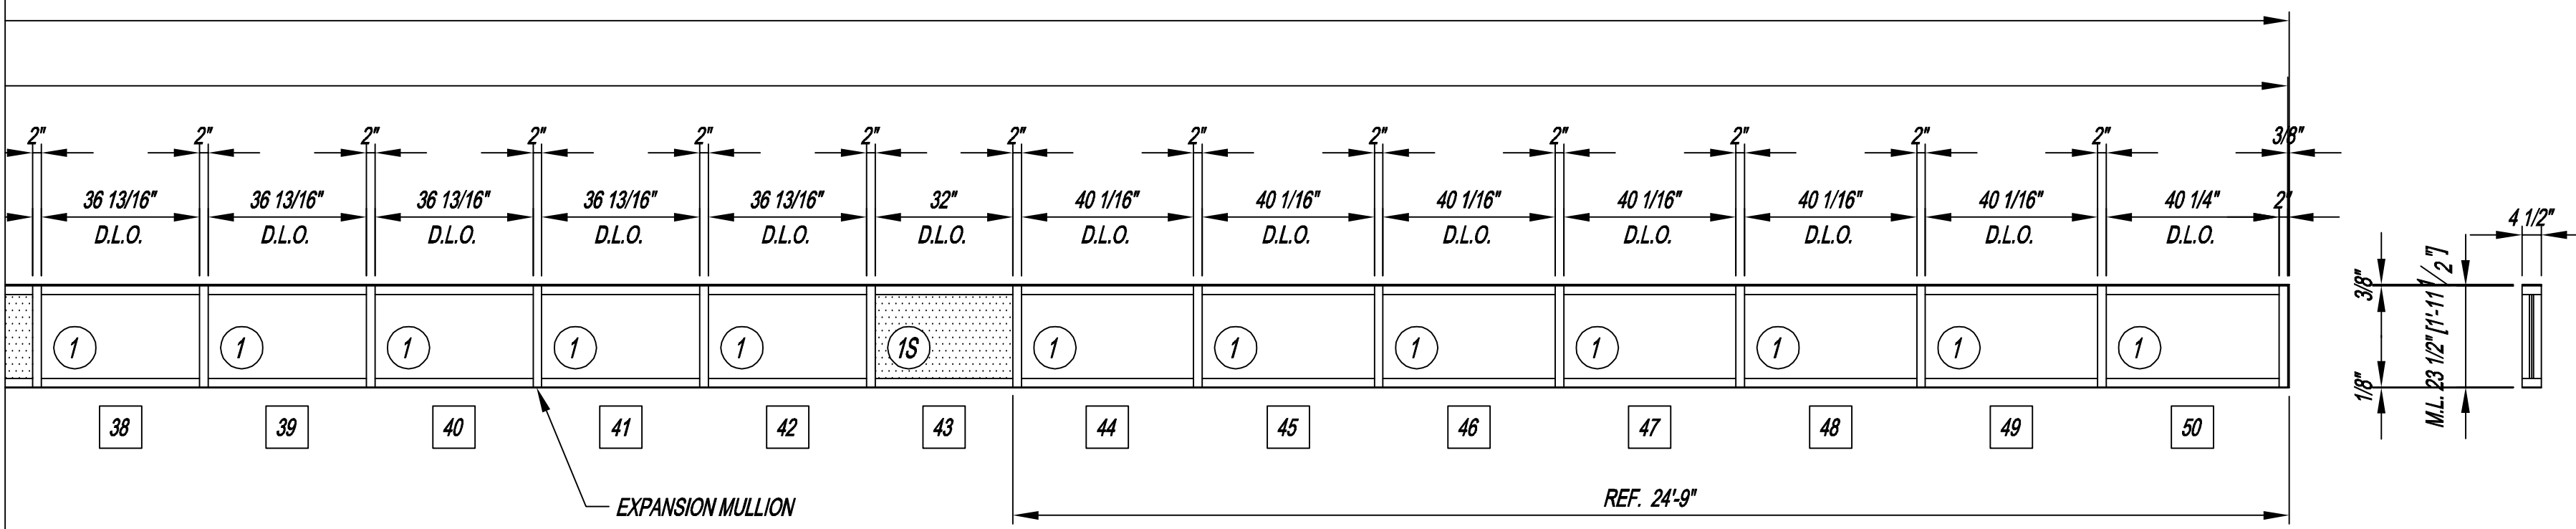 2" 2" 2" 2" 2" 2" 2" 2" 2" 2" 2" 2" 2" 3/8"
36 13/16" 36 13/16" 36 13/16" 36 13/16" 36 13/16" 32" 40 1/16" 40 1/16" 40 1/16" 40 1/16" 40 1/16" 40 1/16" 40 1/4" 2"
D.L.O. D.L.O. D.L.O. D.L.O. D.L.O. D.L.O. D.L.O. D.L.O. D.L.O. D.L.O. D.L.O. D.L.O. D.L.O.
4 1/2"
3/8"
1/8"
M.L. 23 1/2" [1'-11 1/2"]
1 1 1 1 1 1S 1 1 1 1 1 1 1
38 39 40 41 42 43 44 45 46 47 48 49 50
EXPANSION MULLION
REF. 24'-9"